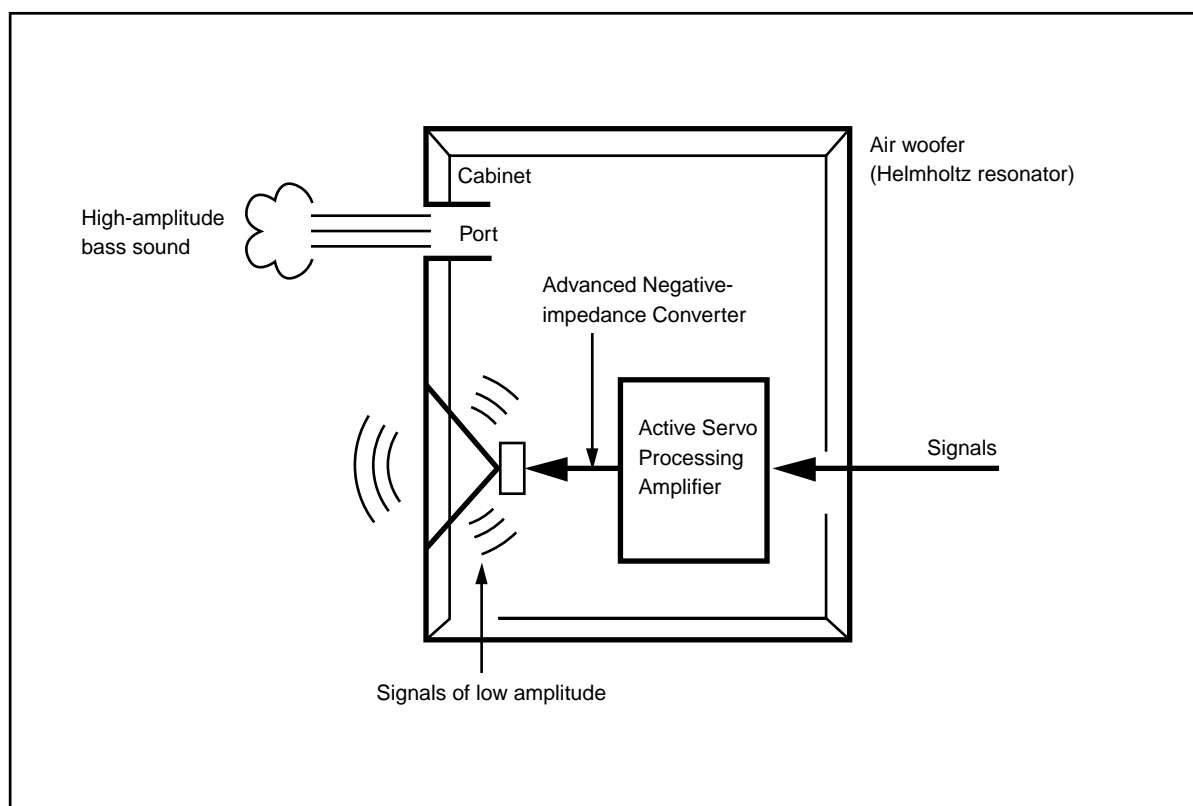 Air woofer
(Helmholtz resonator)
Cabinet
High-amplitude
bass sound
Port
Advanced Negative-
impedance Converter
Active Servo
Processing
Amplifier
Signals
Signals of low amplitude